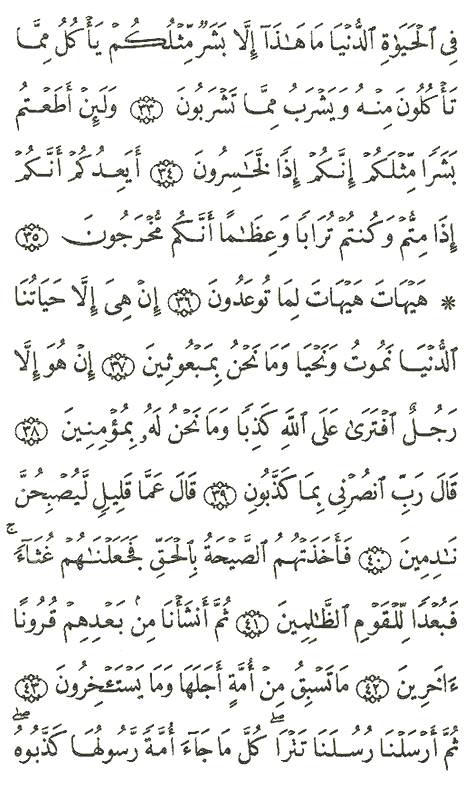 فِي ٱلۡحَيَوٰةِ ٱلدُّنۡيَا مَا هَـٰذَآ إِلَّا بَشَرٞ مِّثۡلُكُمۡ يَأۡكُلُ مِمَّا
تَأۡكُلُونَ مِنۡهُ وَيَشۡرَبُ مِمَّا تَشۡرَبُونَ ٣٣ وَلَئِنۡ أَطَعۡتُم
بَشَرٗا مِّثۡلَكُمۡ إِنَّكُمۡ إِذٗا لَّخَـٰسِرُونَ ٣٤ أَيَعِدُكُمۡ أَنَّكُمۡ
إِذَا مِتُّمۡ وَكُنتُمۡ تُرَابٗا وَعِظَـٰمًا أَنَّكُم مُّخۡرَجُونَ ٣٥
* هَيۡهَاتَ هَيۡهَاتَ لِمَا تُوعَدُونَ ٣٦ إِنۡ هِيَ إِلَّا حَيَاتُنَا
ٱلدُّنۡيَا نَمُوتُ وَنَحۡيَا وَمَا نَحۡنُ بِمَبۡعُوثِينَ ٣٧ إِنۡ هُوَ إِلَّا
رَجُلٌ ٱفۡتَرَىٰ عَلَى ٱللَّهِ كَذِبٗا وَمَا نَحۡنُ لَهُۥ بِمُؤۡمِنِينَ ٣٨
قَالَ رَبِّ ٱنصُرۡنِي بِمَا كَذَّبُونِ ٣٩ قَالَ عَمَّا قَلِيلٖ لَّيُصۡبِحُنَّ
نَـٰدِمِينَ ٤٠ فَأَخَذَتۡهُمُ ٱلصَّيۡحَةُ بِٱلۡحَقِّ فَجَعَلۡنَـٰهُمۡ غُثَآءٗۚ
فَبُعۡدٗا لِّلۡقَوۡمِ ٱلظَّـٰلِمِينَ ٤١ ثُمَّ أَنشَأۡنَا مِنۢ بَعۡدِهِمۡ قُرُونًا
ءَاخَرِينَ ٤٢ مَا تَسۡبِقُ مِنۡ أُمَّةٍ أَجَلَهَا وَمَا يَسۡتَـٔۡخِرُونَ ٤٣
ثُمَّ أَرۡسَلۡنَا رُسُلَنَا تَتۡرَاۖ كُلَّ مَا جَآءَ أُمَّةٗ رَّسُولُهَا كَذَّبُوهُۖ